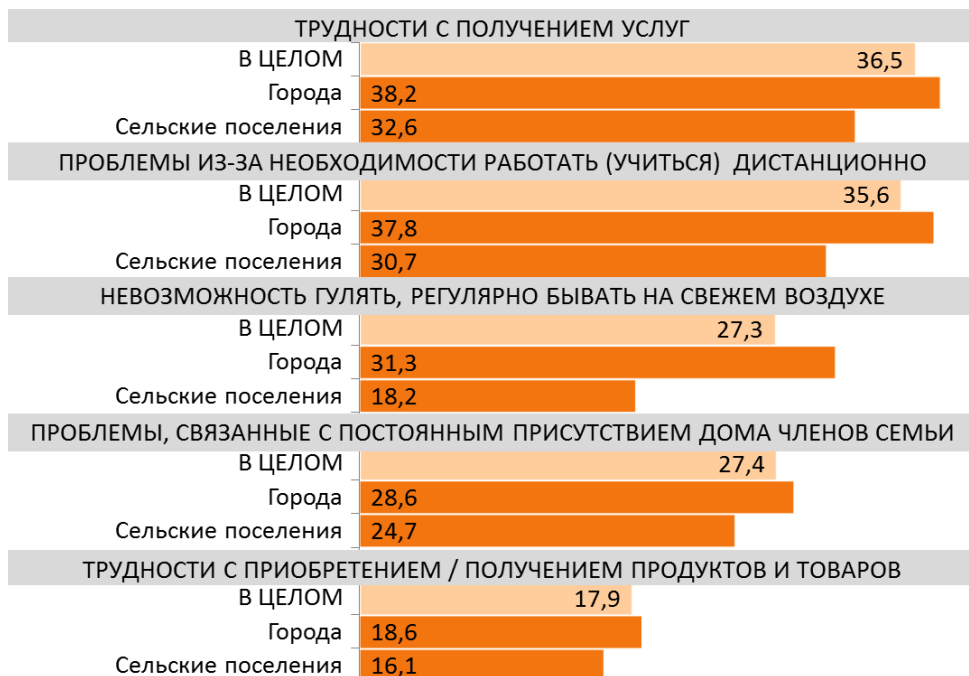 ТРУДНОСТИ С ПОЛУЧЕНИЕМ УСЛУГ
В ЦЕЛОМ 36,5
Города 38,2
Сельские поселения 32,6
ПРОБЛЕМЫ ИЗ-ЗА НЕОБХОДИМОСТИ РАБОТАТЬ (УЧИТЬСЯ) ДИСТАНЦИОННО
В ЦЕЛОМ 35,6
Города 37,8
Сельские поселения 30,7
НЕВОЗМОЖНОСТЬ ГУЛЯТЬ, РЕГУЛЯРНО БЫВАТЬ НА СВЕЖЕМ ВОЗДУХЕ
В ЦЕЛОМ 27,3
Города 31,3
Сельские поселения 18,2
ПРОБЛЕМЫ, СВЯЗАННЫЕ С ПОСТОЯННЫМ ПРИСУТСТВИЕМ ДОМА ЧЛЕНОВ СЕМЬИ
В ЦЕЛОМ 27,4
Города 28,6
Сельские поселения 24,7
ТРУДНОСТИ С ПРИОБРЕТЕНИЕМ / ПОЛУЧЕНИЕМ ПРОДУКТОВ И ТОВАРОВ
В ЦЕЛОМ 17,9
Города 18,6
Сельские поселения 16,1